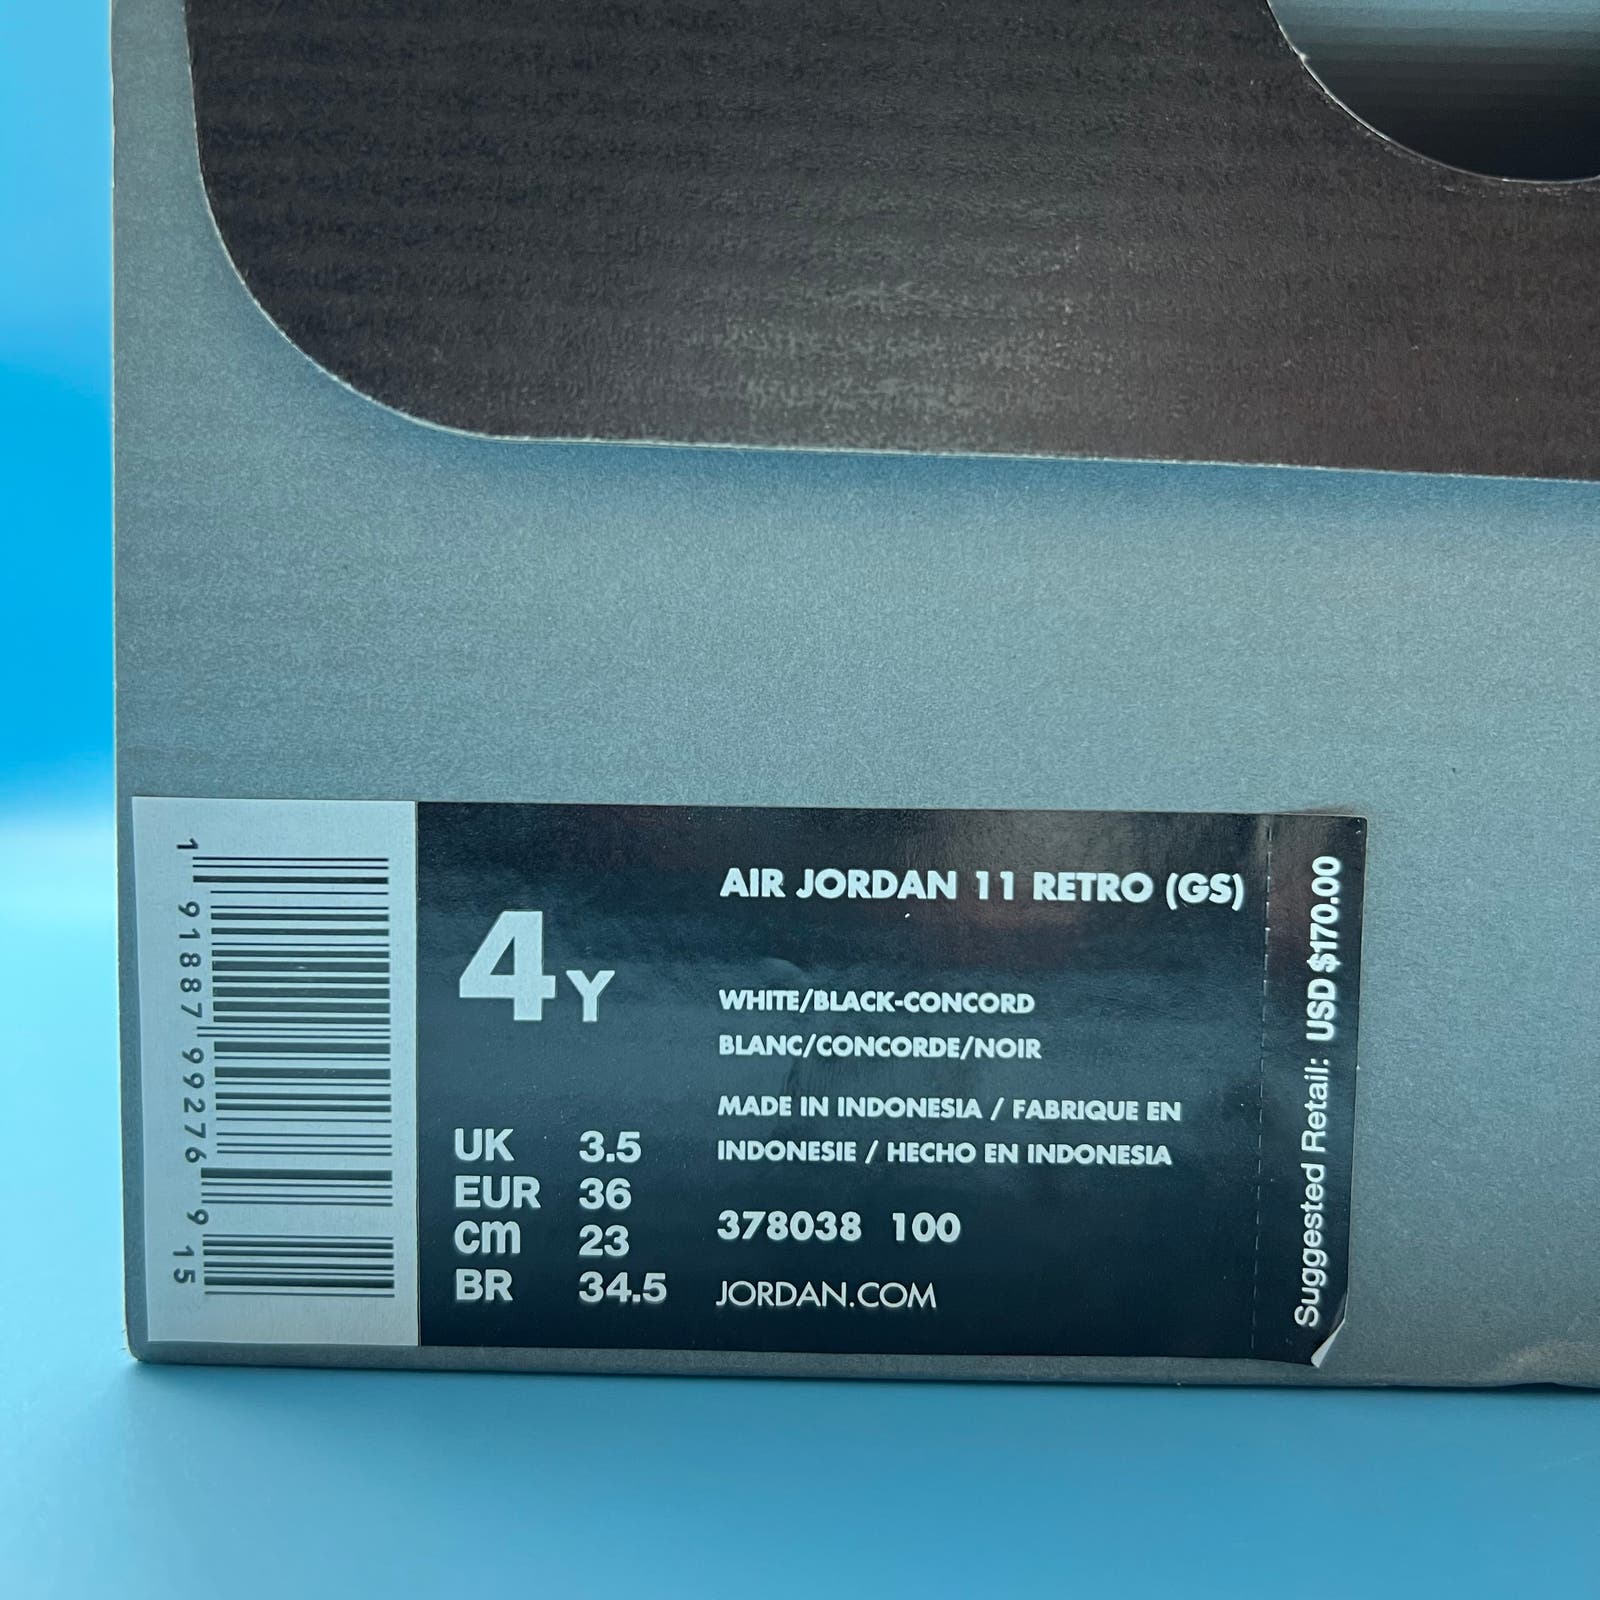 1 91887 99276 9 15
4Y
UK 3.5
EUR 36
cm 23
BR 34.5
AIR JORDAN 11 RETRO (GS)
WHITE/BLACK-CONCORD
BLANC/CONCORDE/NOIR
MADE IN INDONESIA / FABRIQUE EN
INDONESIE / HECHO EN INDONESIA
378038 100
JORDAN.COM
Suggested Retail: USD $170.00